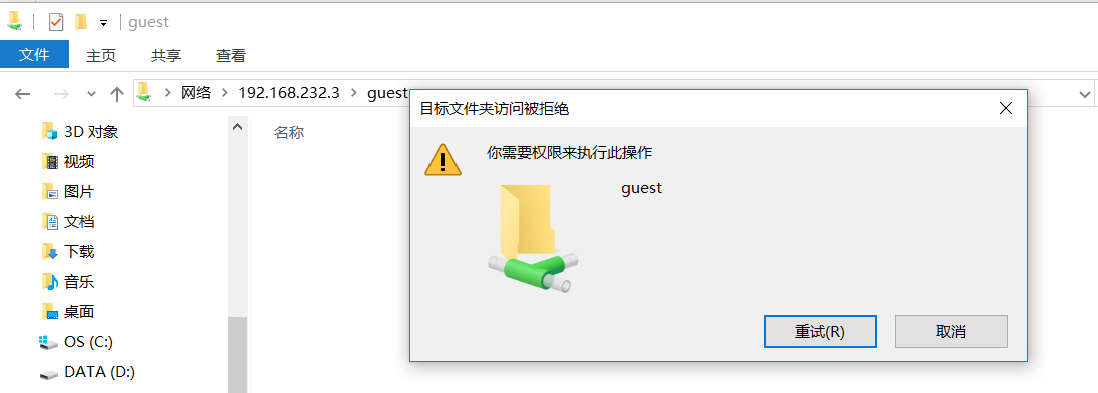 guest
文件 主页 共享 查看
网络 192.168.232.3 guest
目标文件夹访问被拒绝
3D 对象
名称
视频
你需要权限来执行此操作
图片
guest
文档
下载
音乐
桌面
OS (C:)
重试(R) 取消
DATA (D:)